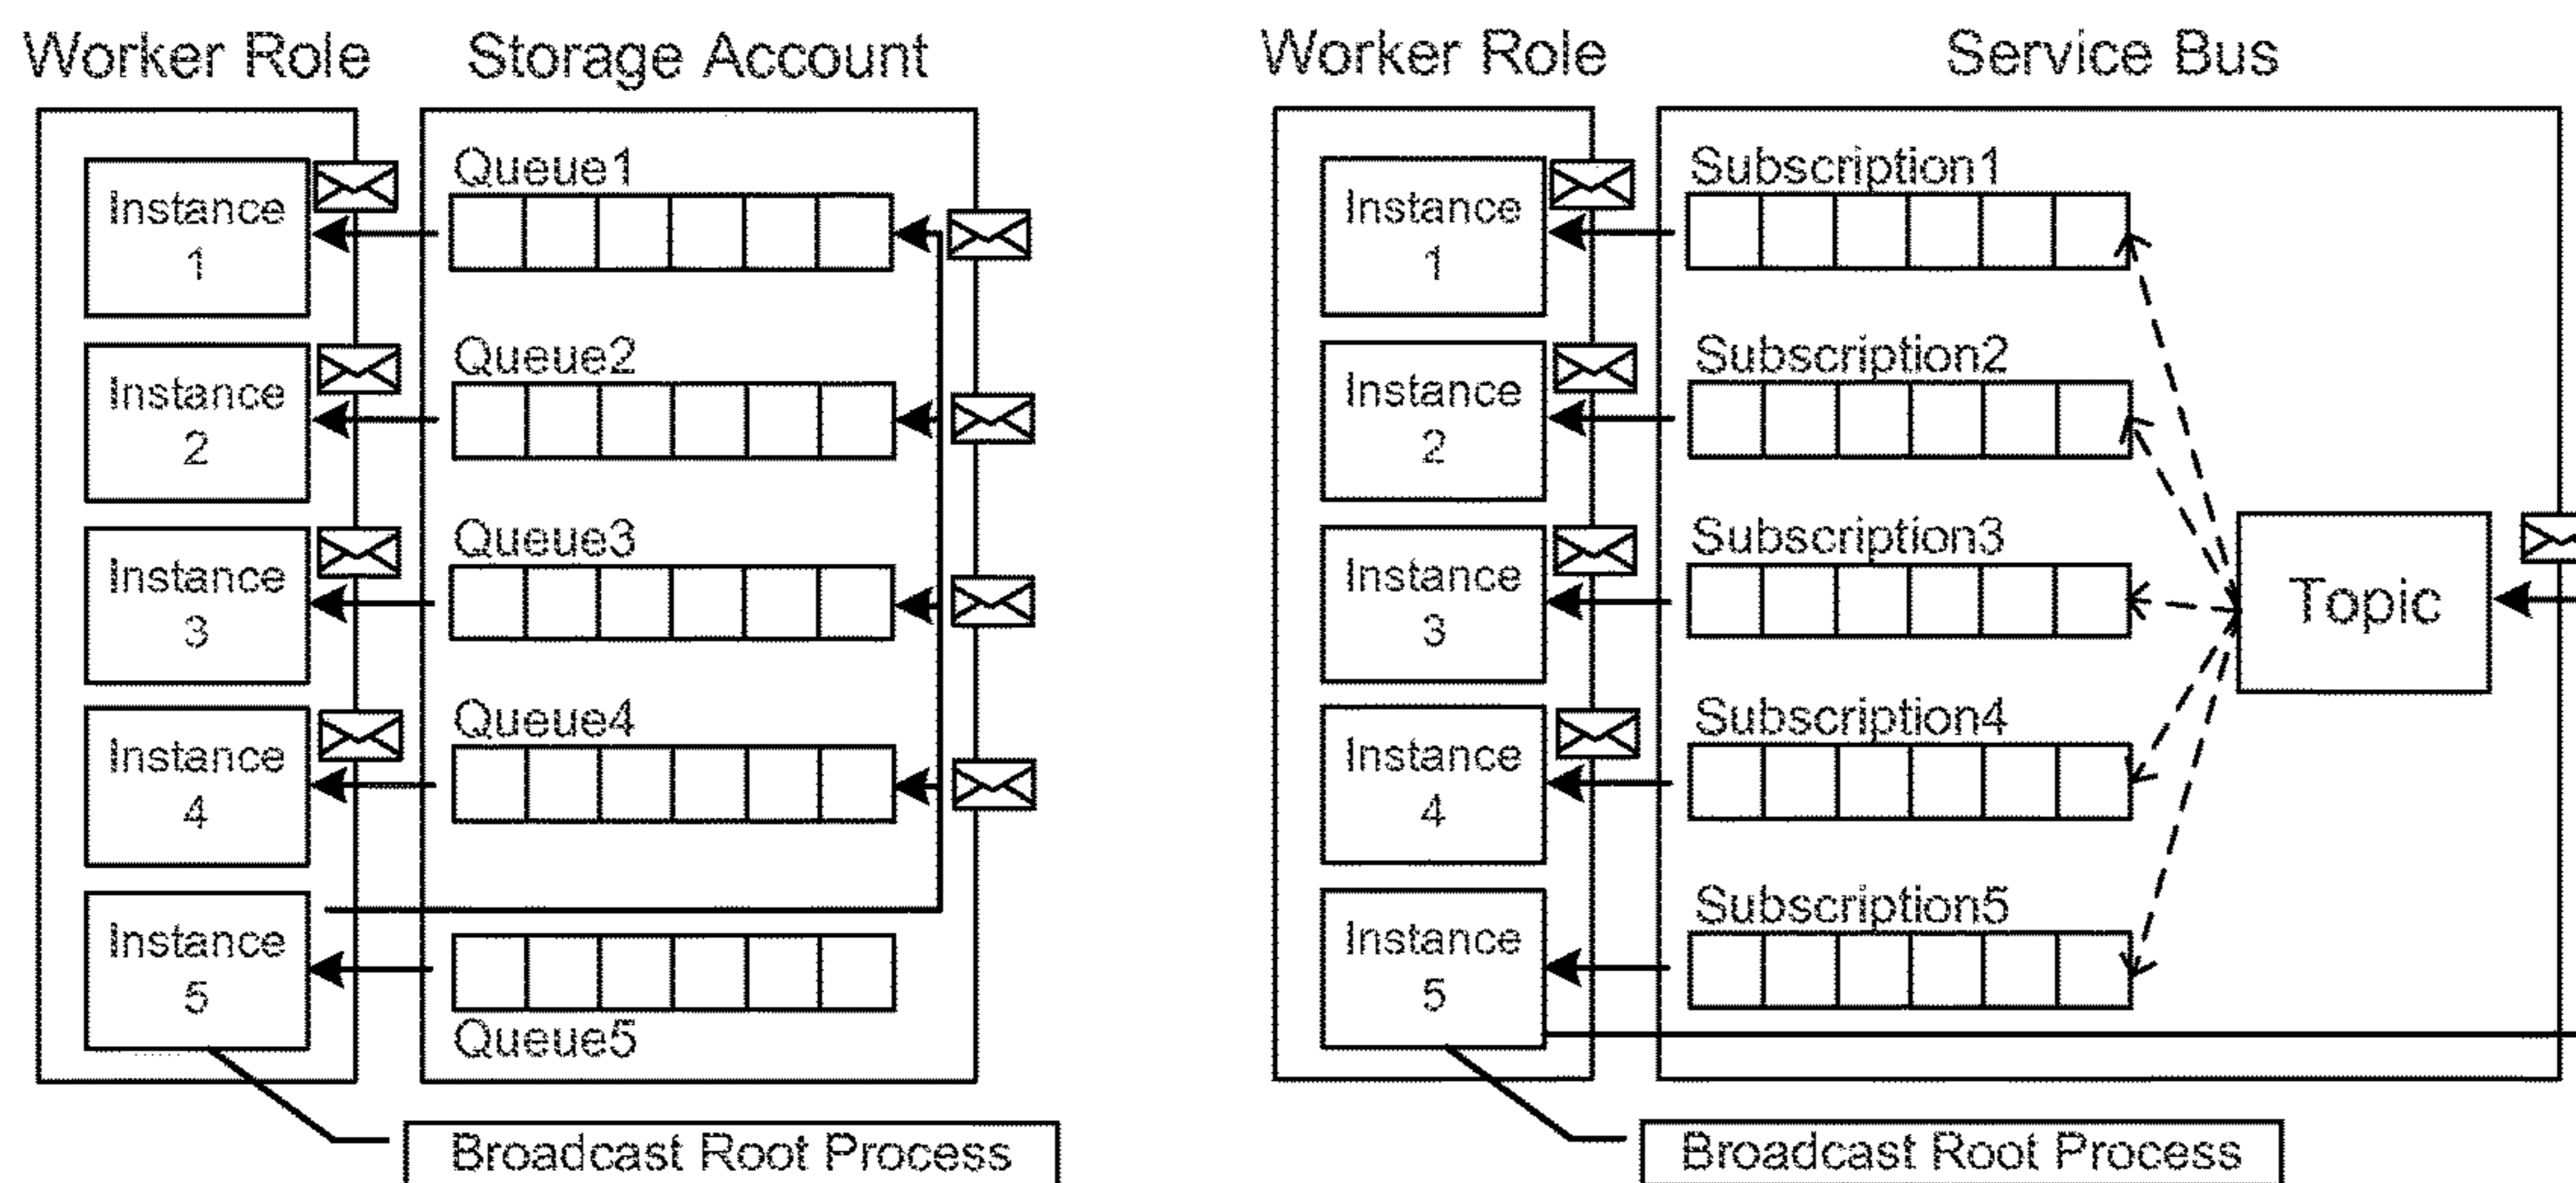 Worker Role
Storage Account
Instance
1
Queue1
Instance
2
Queue2
Instance
3
Queue3
Instance
4
Queue4
Instance
5
Queue5
Broadcast Root Process
Worker Role
Service Bus
Instance
1
Subscription1
Instance
2
Subscription2
Instance
3
Subscription3
Topic
Instance
4
Subscription4
Instance
5
Subscription5
Broadcast Root Process